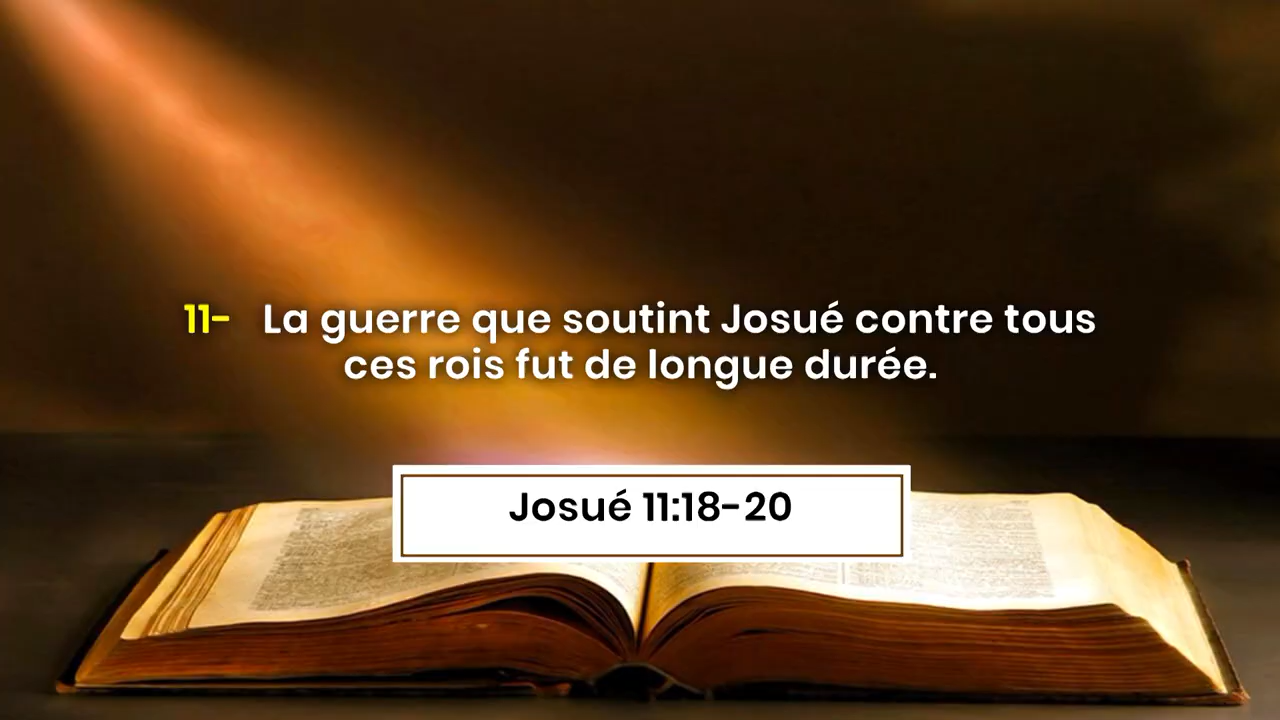 11- La guerre que soutint Josué contre tous
ces rois fut de longue durée.
Josué 11:18-20